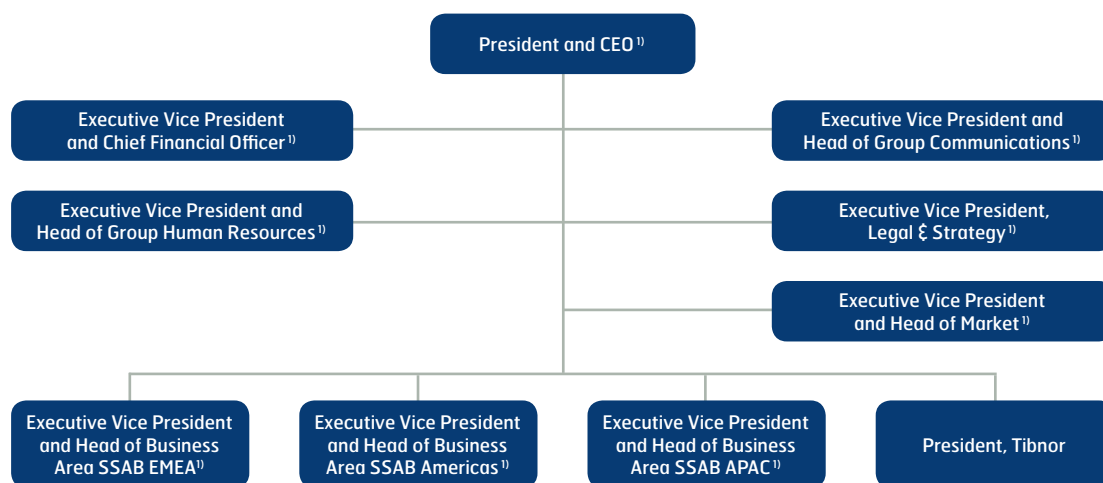 President and CEO 1)
Executive Vice President
and Chief Financial Officer 1)
Executive Vice President and
Head of Group Communications 1)
Executive Vice President and
Head of Group Human Resources 1)
Executive Vice President,
Legal & Strategy 1)
Executive Vice President
and Head of Market 1)
Executive Vice President
and Head of Business
Area SSAB EMEA 1)
Executive Vice President
and Head of Business
Area SSAB Americas 1)
Executive Vice President
and Head of Business
Area SSAB APAC 1)
President, Tibnor